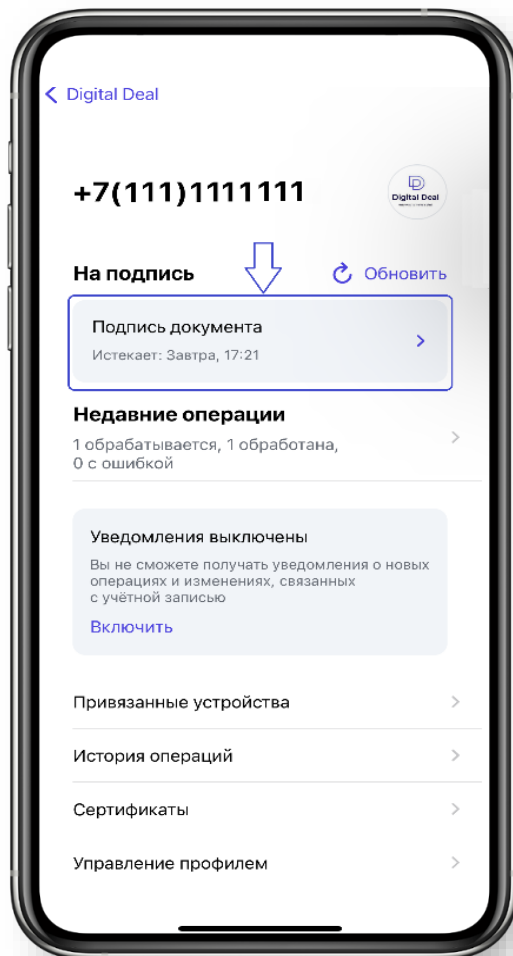 Digital Deal
+7(111)1111111
Digital Deal
На подпись
Обновить
Подпись документа
Истекает: Завтра, 17:21
Недавние операции
1 обрабатывается, 1 обработана,
0 с ошибкой
Уведомления выключены
Вы не сможете получать уведомления о новых
операциях и изменениях, связанных
с учётной записью
Включить
Привязанные устройства
История операций
Сертификаты
Управление профилем